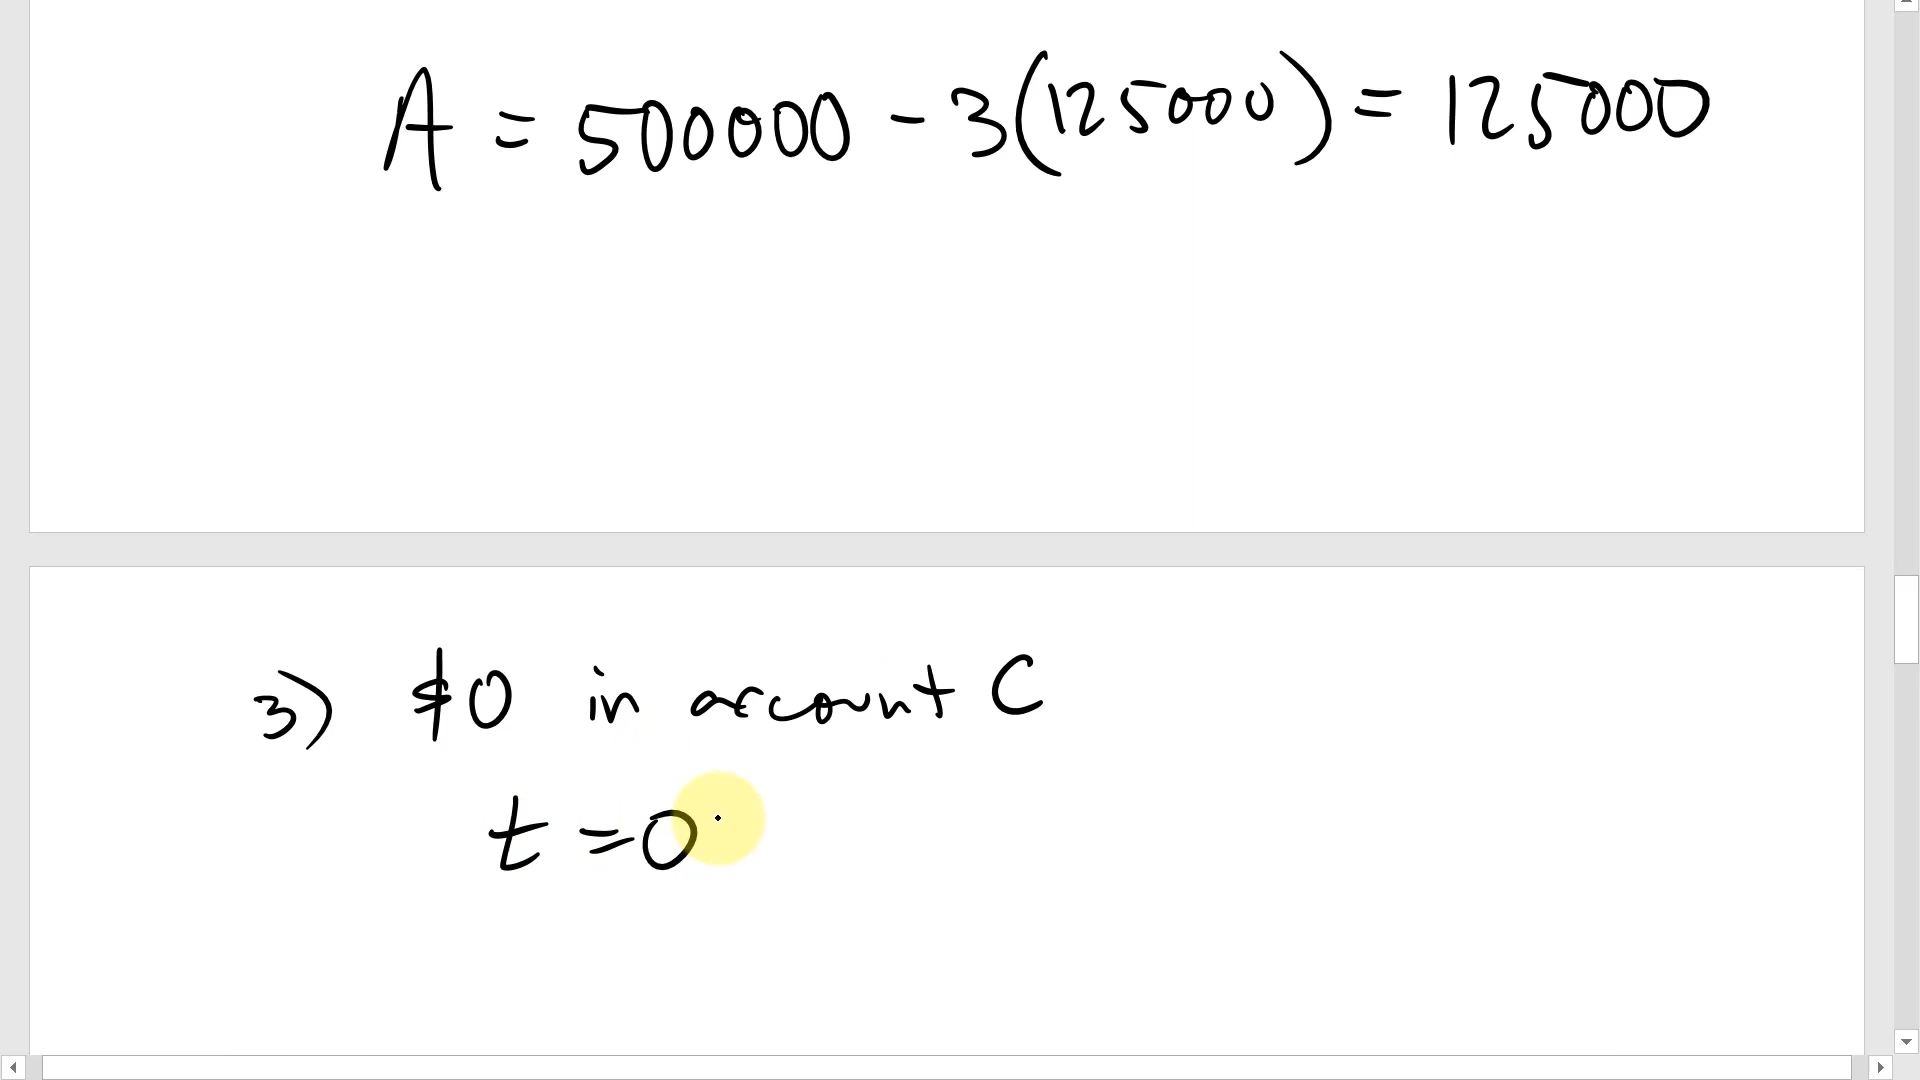 A = 500000 - 3(125000) = 125000
3) $0 in account C
t = 0